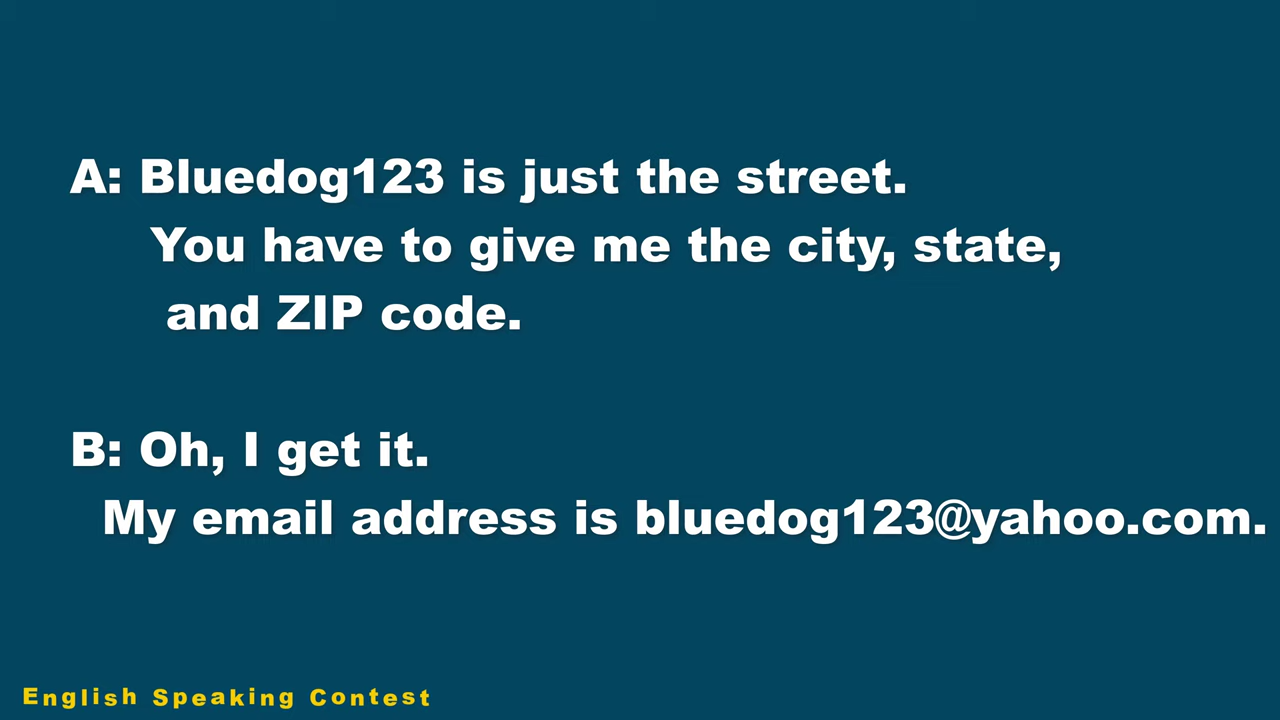 A: Bluedog123 is just the street.
You have to give me the city, state,
and ZIP code.
B: Oh, I get it.
My email address is bluedog123@yahoo.com.
English Speaking Contest